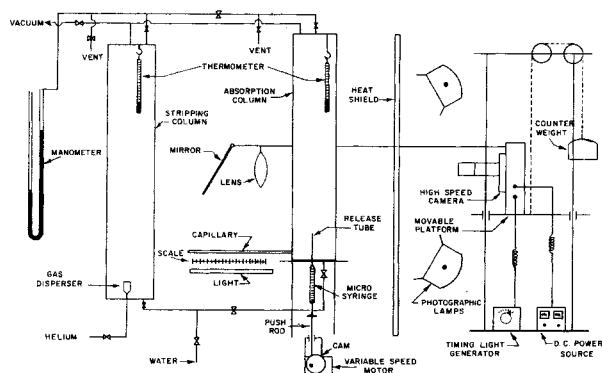 VACUUM
VENT
VENT
THERMOMETER
ABSORPTION
COLUMN
HEAT
SHIELD
STRIPPING
COLUMN
COUNTER
WEIGHT
MANOMETER
MIRROR
LENS
HIGH SPEED
CAMERA
MOVABLE
PLATFORM
RELEASE
TUBE
CAPILLARY
SCALE
LIGHT
GAS
DISPERSER
MICRO
SYRINGE
PHOTOGRAPHIC
LAMPS
HELIUM
WATER
PUSH
ROD
CAM
VARIABLE SPEED
MOTOR
TIMING LIGHT
GENERATOR
D.C. POWER
SOURCE